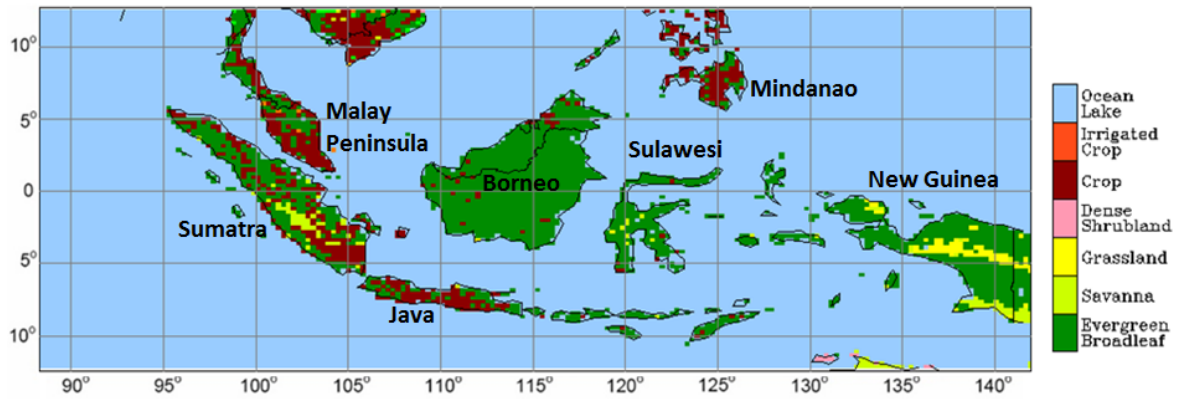 10°
5°
0
5°
10°
90°
95°
100°
105°
110°
115°
120°
125°
130°
135°
140°
Malay
Peninsula
Mindanao
Sulawesi
Borneo
New Guinea
Sumatra
Java
Ocean
Lake
Irrigated
Crop
Crop
Dense
Shrubland
Grassland
Savanna
Evergreen
Broadleaf